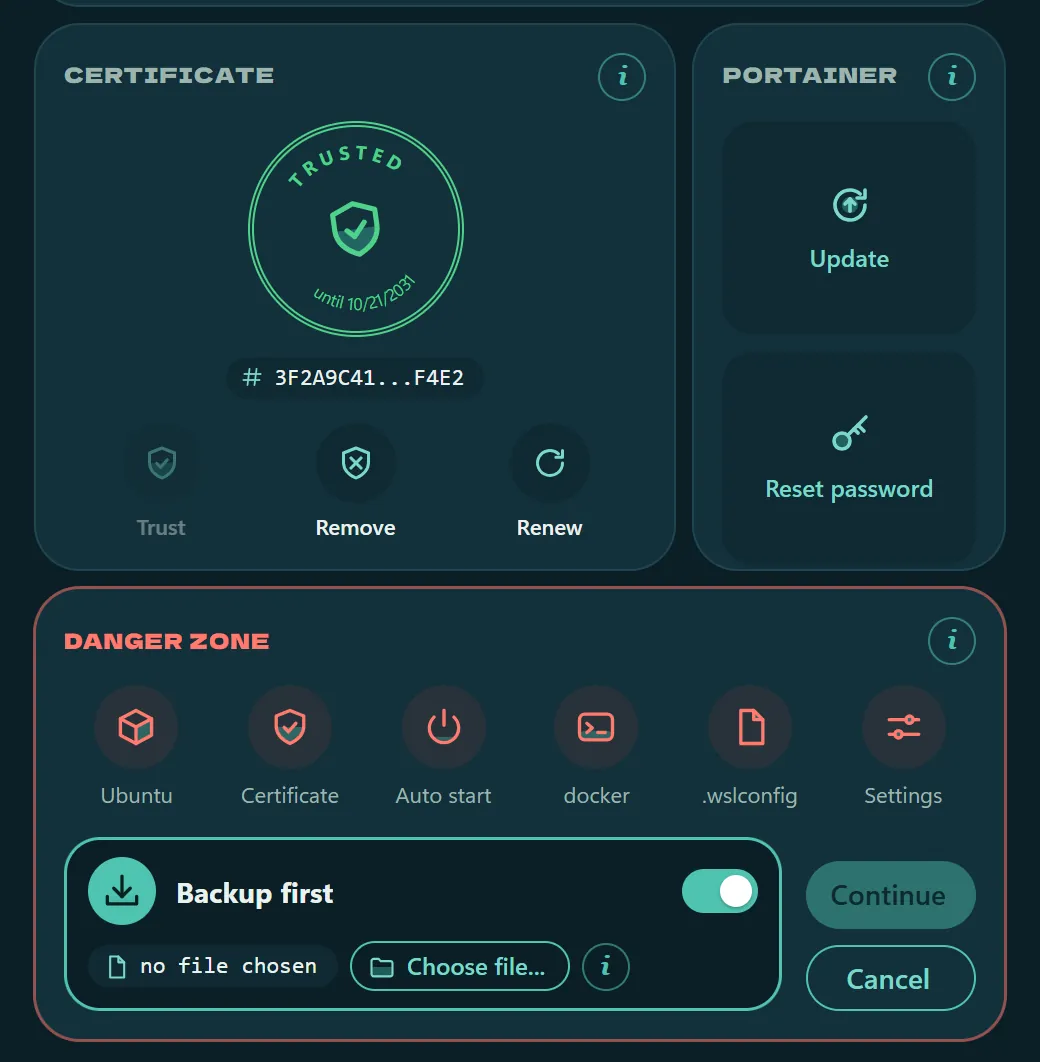 CERTIFICATE
TRUSTED
until 10/21/2031
# 3F2A9C41...F4E2
Trust
Remove
Renew
PORTAINER
Update
Reset password
DANGER ZONE
Ubuntu
Certificate
Auto start
docker
.wslconfig
Settings
Backup first
no file chosen
Choose file...
Continue
Cancel